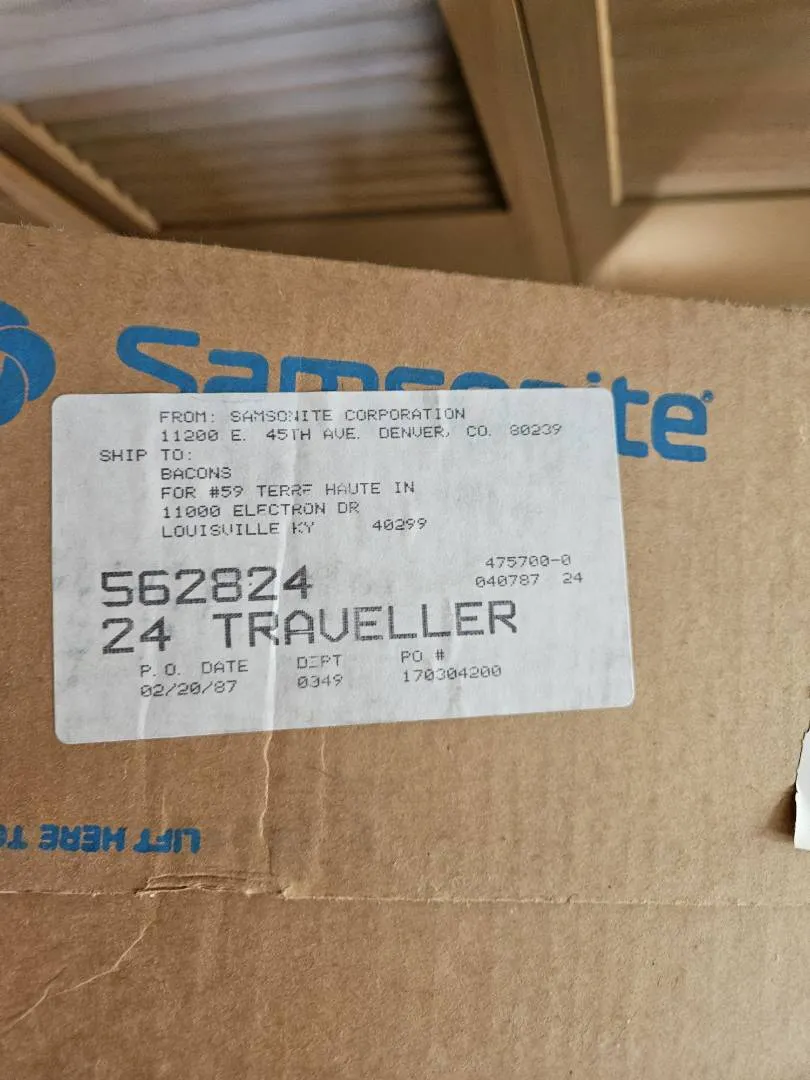 Samsonite
FROM: SAMSONITE CORPORATION
11200 E. 45TH AVE. DENVER, CO. 80239
SHIP TO:
BACONS
FOR #59 TERRE HAUTE IN
11000 ELECTRON DR
LOUISVILLE KY 40299
475700-0
562824
040787 24
24 TRAVELLER
P.O. DATE DEPT PO #
02/20/87 0349 170304200
LIFT HERE TO